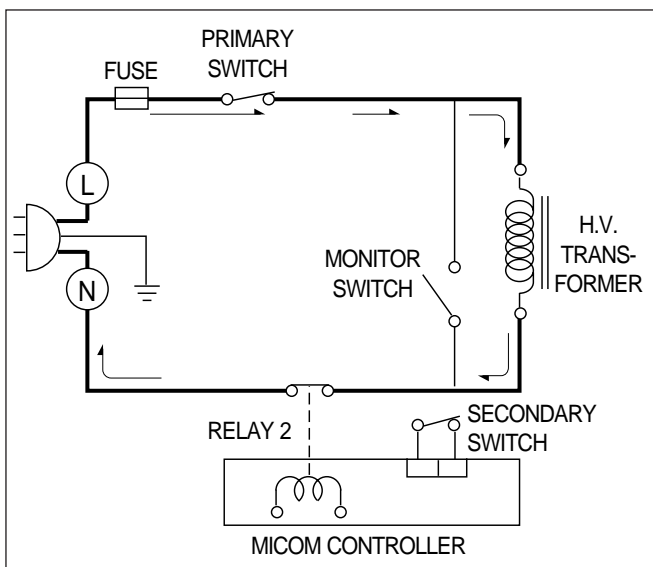 PRIMARY
SWITCH
FUSE
L
H.V.
TRANS-
FORMER
MONITOR
SWITCH
N
SECONDARY
SWITCH
RELAY 2
MICOM CONTROLLER